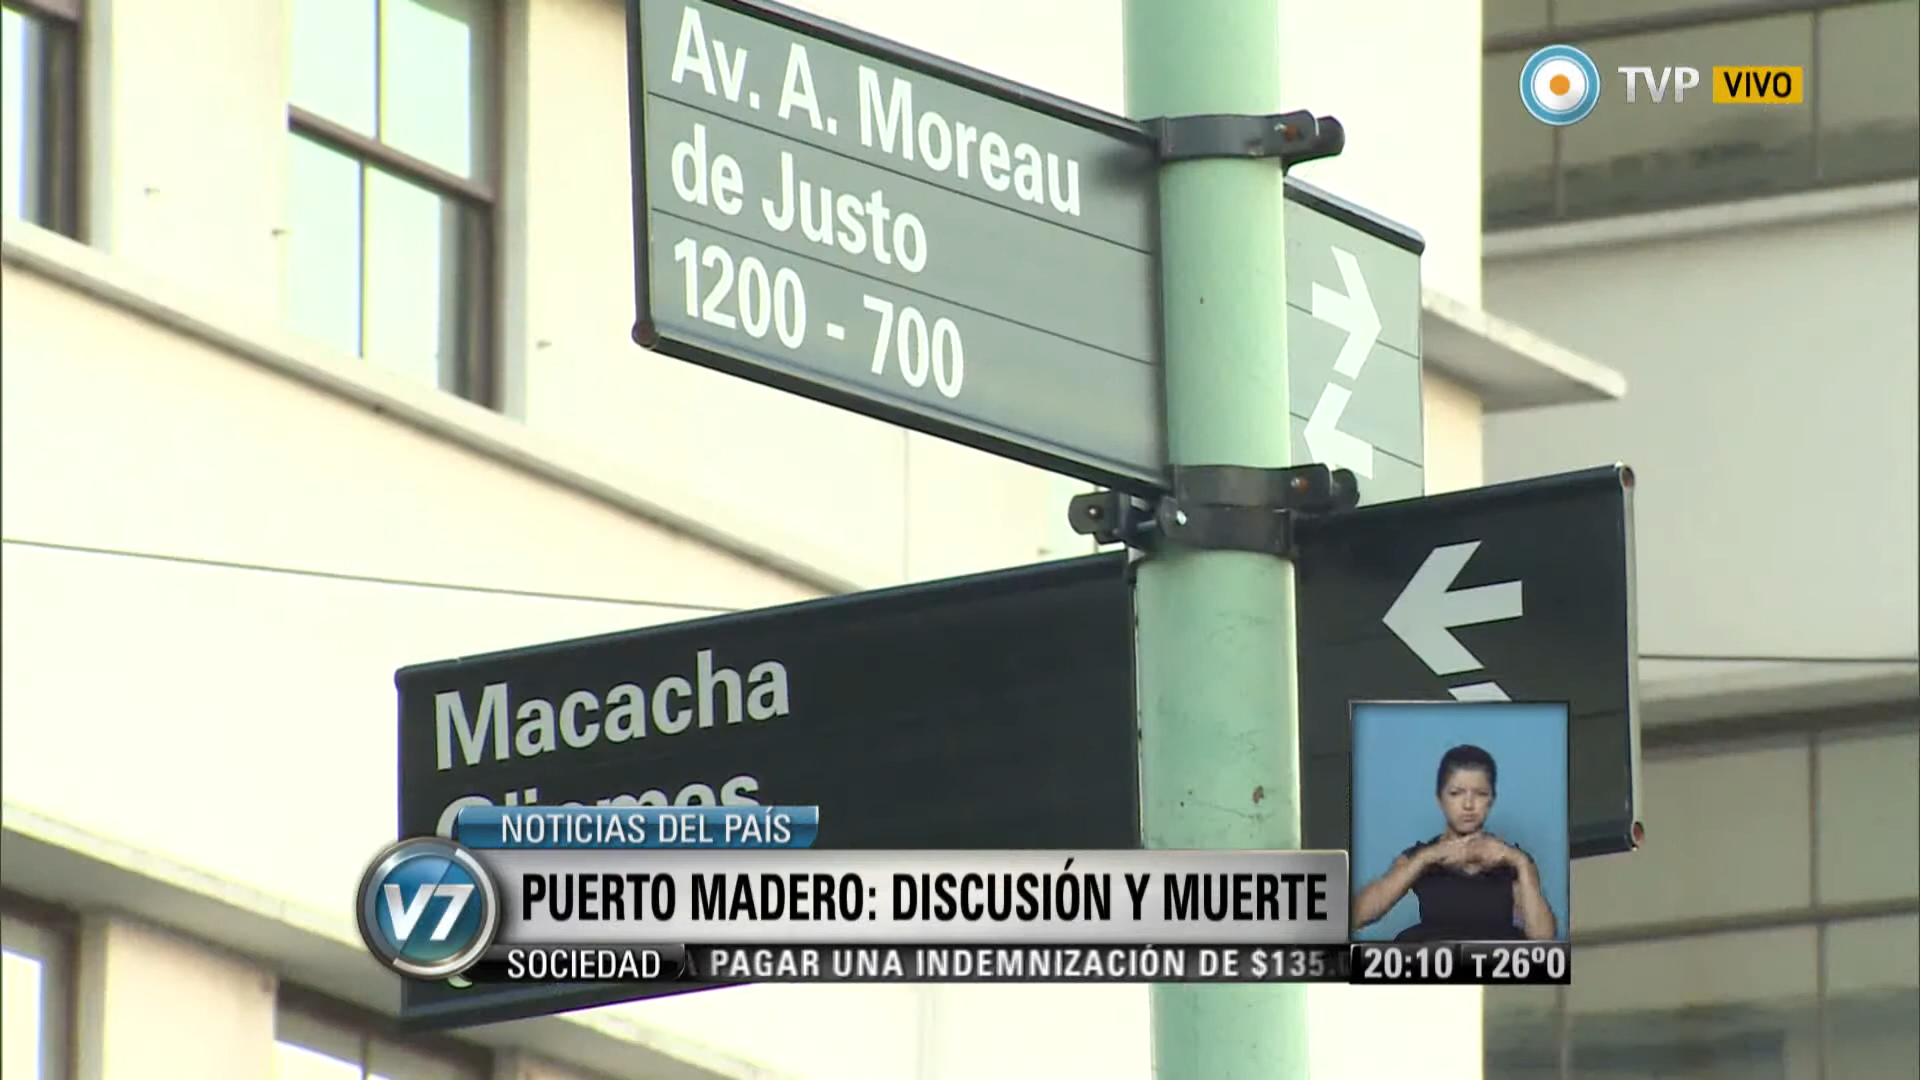 Av. A. Moreau
de Justo
1200 - 700
TVP VIVO
Macacha
Güemes
NOTICIAS DEL PAÍS
V7
PUERTO MADERO: DISCUSIÓN Y MUERTE
SOCIEDAD
PAGAR UNA INDEMNIZACIÓN DE $135.
20:10 T26º0